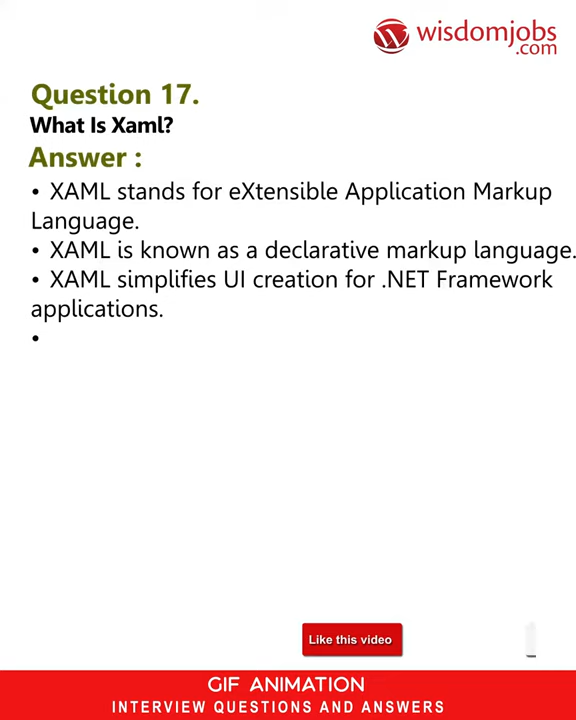 wisdomjobs
.com
Question 17.
What Is Xaml?
Answer :
• XAML stands for eXtensible Application Markup
Language.
• XAML is known as a declarative markup language.
• XAML simplifies UI creation for .NET Framework
applications.
•
Like this video
GIF ANIMATION
INTERVIEW QUESTIONS AND ANSWERS